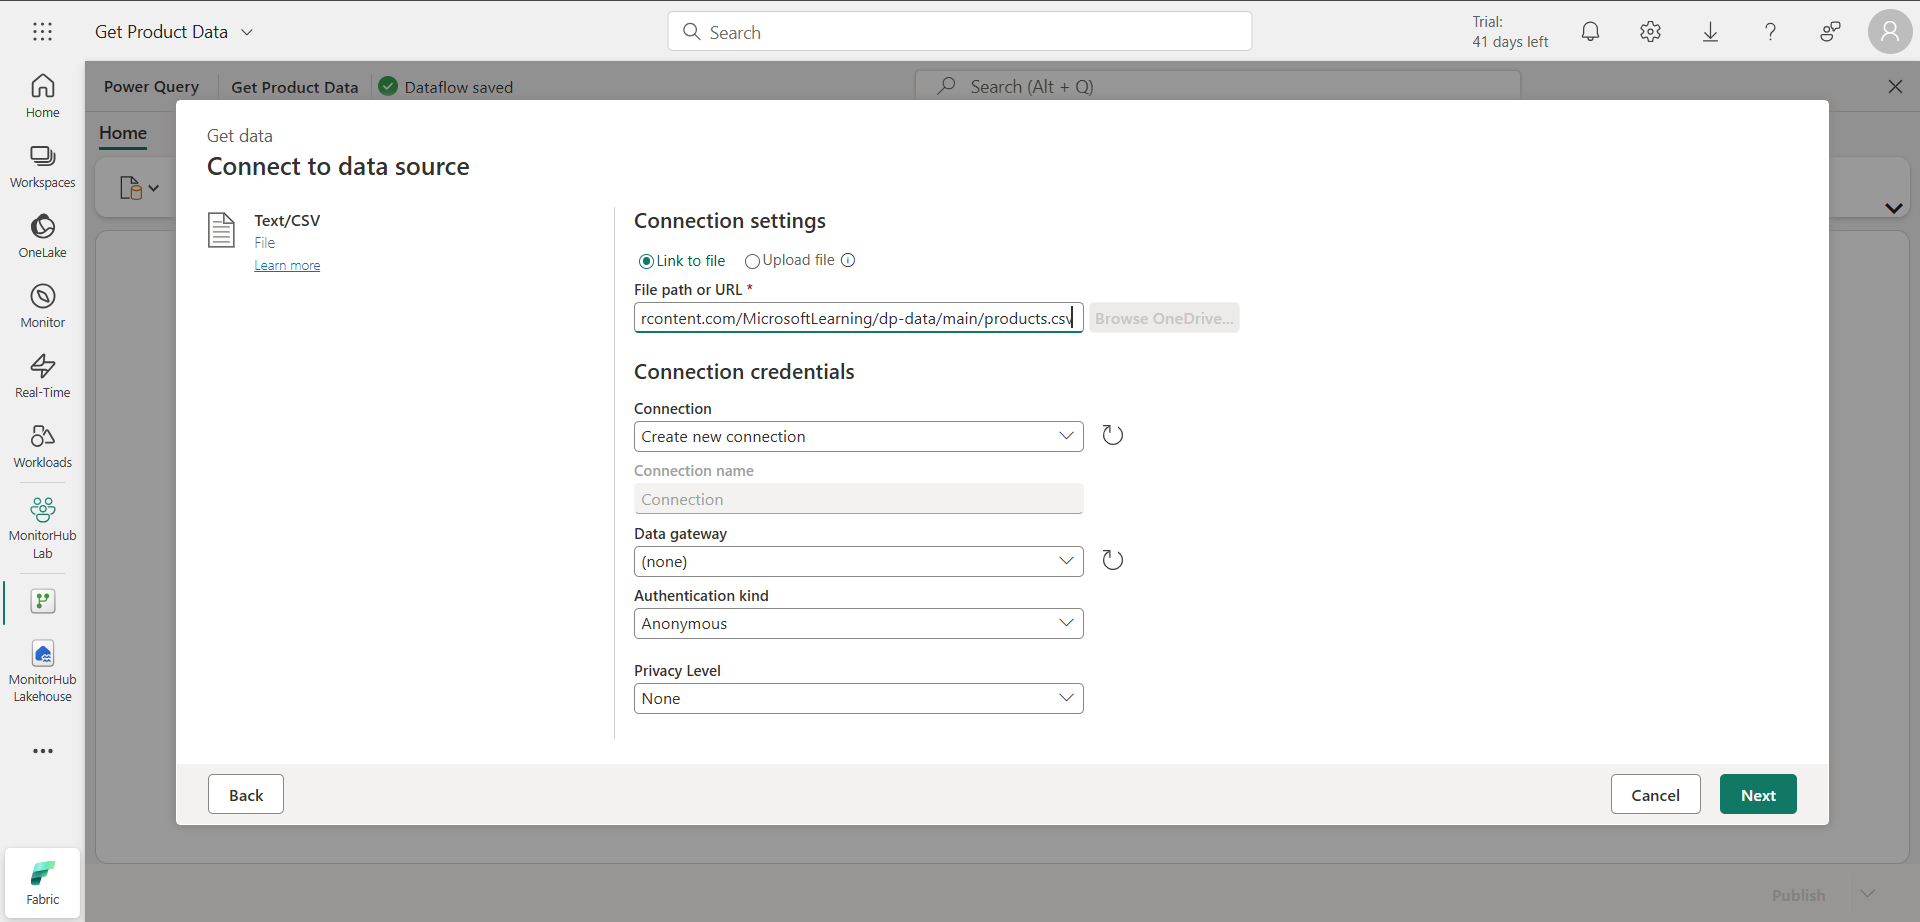 Get Product Data
Search
Trial:
41 days left
Home
Workspaces
OneLake
Monitor
Real-Time
Workloads
MonitorHub
Lab
MonitorHub
Lakehouse
Fabric
Power Query
Get Product Data
Dataflow saved
Search (Alt + Q)
Home
Get data
Connect to data source
Text/CSV
File
Learn more
Connection settings
Link to file
Upload file
File path or URL *
rcontent.com/MicrosoftLearning/dp-data/main/products.csv
Browse OneDrive...
Connection credentials
Connection
Create new connection
Connection name
Connection
Data gateway
(none)
Authentication kind
Anonymous
Privacy Level
None
Back
Cancel
Next
Publish